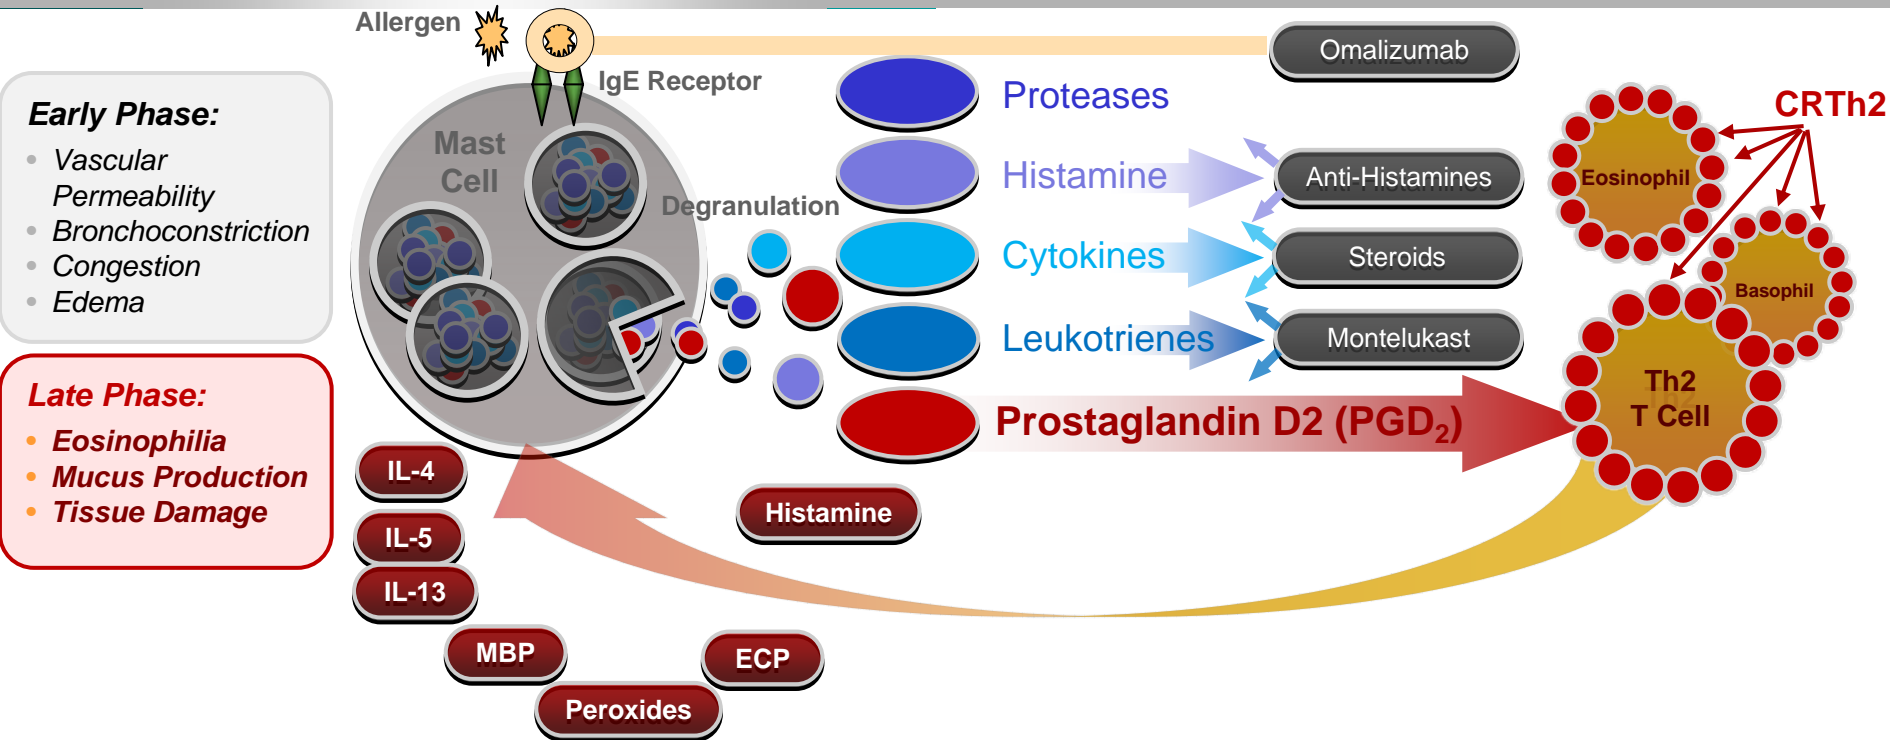 Allergen
IgE Receptor
Omalizumab
Early Phase:
• Vascular
Permeability
• Bronchoconstriction
• Congestion
• Edema
Late Phase:
• Eosinophilia
• Mucus Production
• Tissue Damage
Mast
Cell
Degranulation
Proteases
Histamine
Anti-Histamines
Cytokines
Steroids
Leukotrienes
Montelukast
Prostaglandin D2 (PGD₂)
CRTh2
Eosinophil
Basophil
Th2
T Cell
IL-4
IL-5
IL-13
Histamine
MBP
ECP
Peroxides